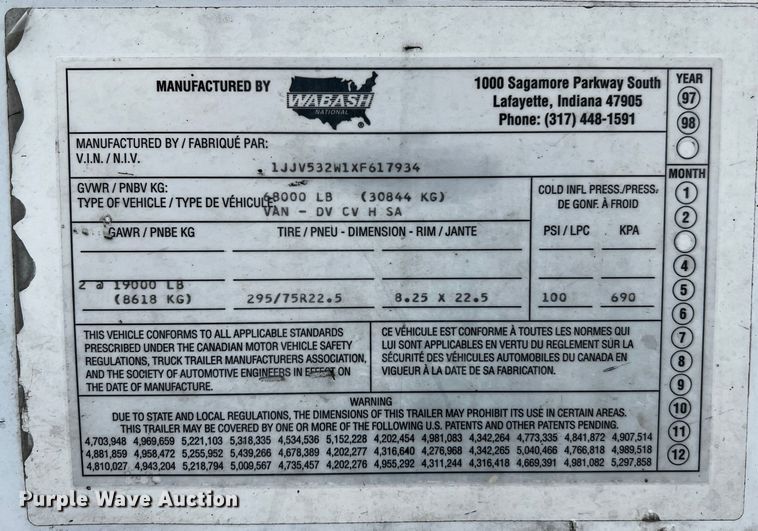 MANUFACTURED BY
WABASH
NATIONAL
®
1000 Sagamore Parkway South
Lafayette, Indiana 47905
Phone: (317) 448-1591
MANUFACTURED BY / FABRIQUÉ PAR:
V.I.N. / N.I.V.
1JJV532W1XF617934
GVWR / PNBV KG:
68000 LB (30844 KG)
TYPE OF VEHICLE / TYPE DE VÉHICULE
VAN - DV CV H SA
COLD INFL PRESS./PRESS.
DE GONF. À FROID
GAWR / PNBE KG
TIRE / PNEU - DIMENSION - RIM / JANTE
PSI / LPC
KPA
2 @ 19000 LB
(8618 KG)
295/75R22.5
8.25 X 22.5
100
690
THIS VEHICLE CONFORMS TO ALL APPLICABLE STANDARDS
PRESCRIBED UNDER THE CANADIAN MOTOR VEHICLE SAFETY
REGULATIONS, TRUCK TRAILER MANUFACTURERS ASSOCIATION,
AND THE SOCIETY OF AUTOMOTIVE ENGINEERS IN EFFECT ON
THE DATE OF MANUFACTURE.
CE VÉHICULE EST CONFORME À TOUTES LES NORMES QUI
LUI SONT APPLICABLES EN VERTU DU REGLEMENT SUR LA
SÉCURITÉ DES VÉHICULES AUTOMOBILES DU CANADA EN
VIGUEUR À LA DATE DE SA FABRICATION.
WARNING
DUE TO STATE AND LOCAL REGULATIONS, THE DIMENSIONS OF THIS TRAILER MAY PROHIBIT ITS USE IN CERTAIN AREAS.
THIS TRAILER MAY BE COVERED BY ONE OR MORE OF THE FOLLOWING U.S. PATENTS AND OTHER PATENTS PENDING.
4,703,948 4,969,659 5,221,103 5,318,335 4,534,536 5,152,228 4,202,454 4,981,083 4,342,264 4,773,335 4,841,872 4,907,514
4,881,859 4,958,472 5,255,952 5,439,266 4,678,389 4,202,277 4,316,640 4,276,968 4,342,265 5,040,466 4,766,818 4,989,518
4,810,027 4,943,204 5,218,794 5,009,567 4,735,457 4,202,276 4,955,292 4,311,244 4,316,418 4,669,391 4,981,082 5,297,858
YEAR
97
98
MONTH
1
2
4
5
6
7
8
9
10
11
12
Purple Wave Auction